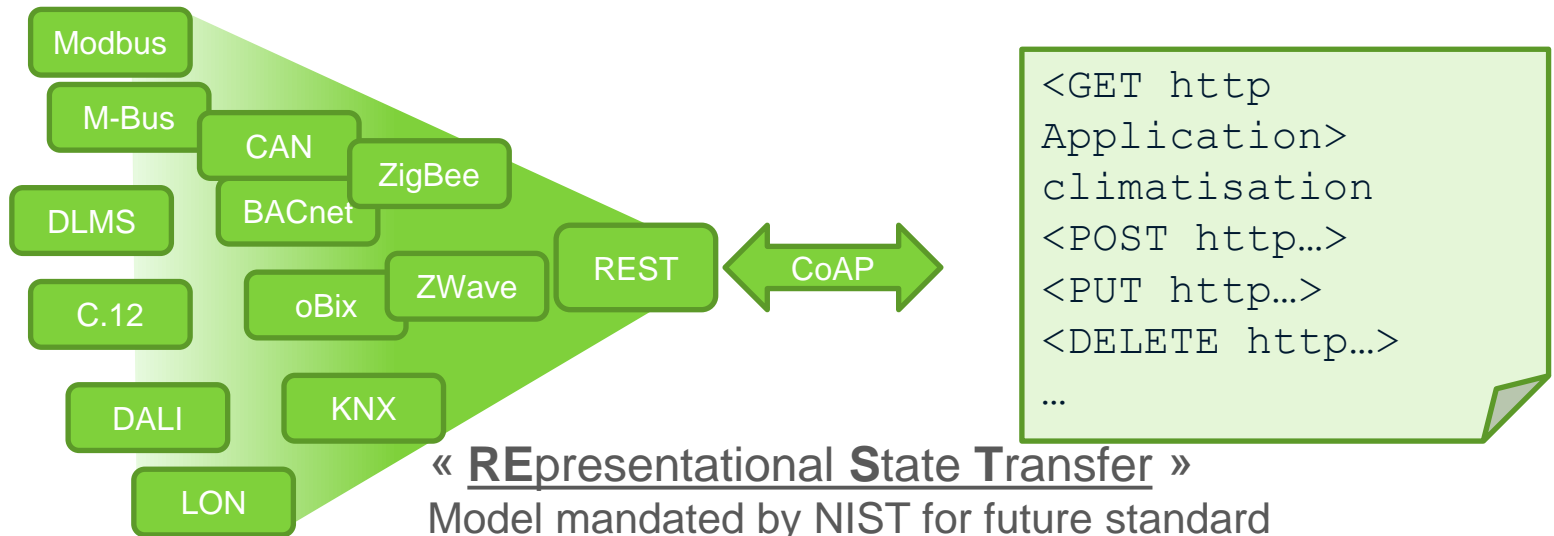 Modbus
M-Bus
CAN
ZigBee
DLMS
BACnet
C.12
oBix
ZWave
DALI
KNX
LON
REST
CoAP
<GET http
Application>
climatisation
<POST http…>
<PUT http…>
<DELETE http…>
…
« REpresentational State Transfer »
Model mandated by NIST for future standard